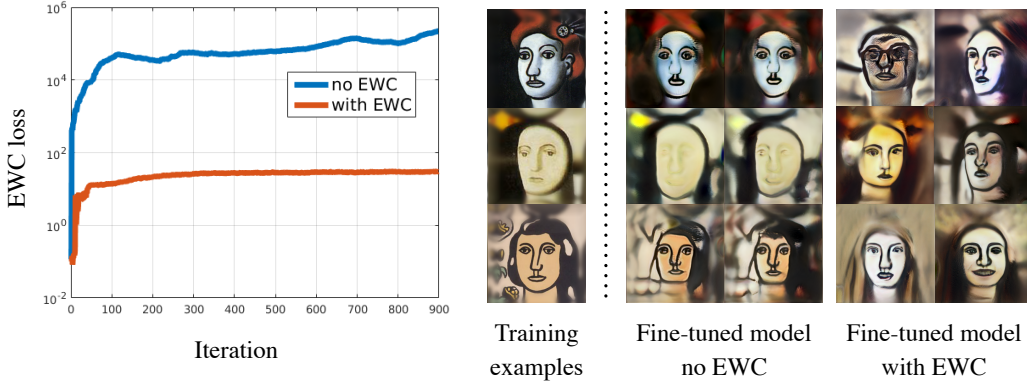 EWC loss
10^6
10^4
10^2
10^0
10^-2
0 100 200 300 400 500 600 700 800 900
Iteration
no EWC
with EWC
Training
examples
Fine-tuned model
no EWC
Fine-tuned model
with EWC